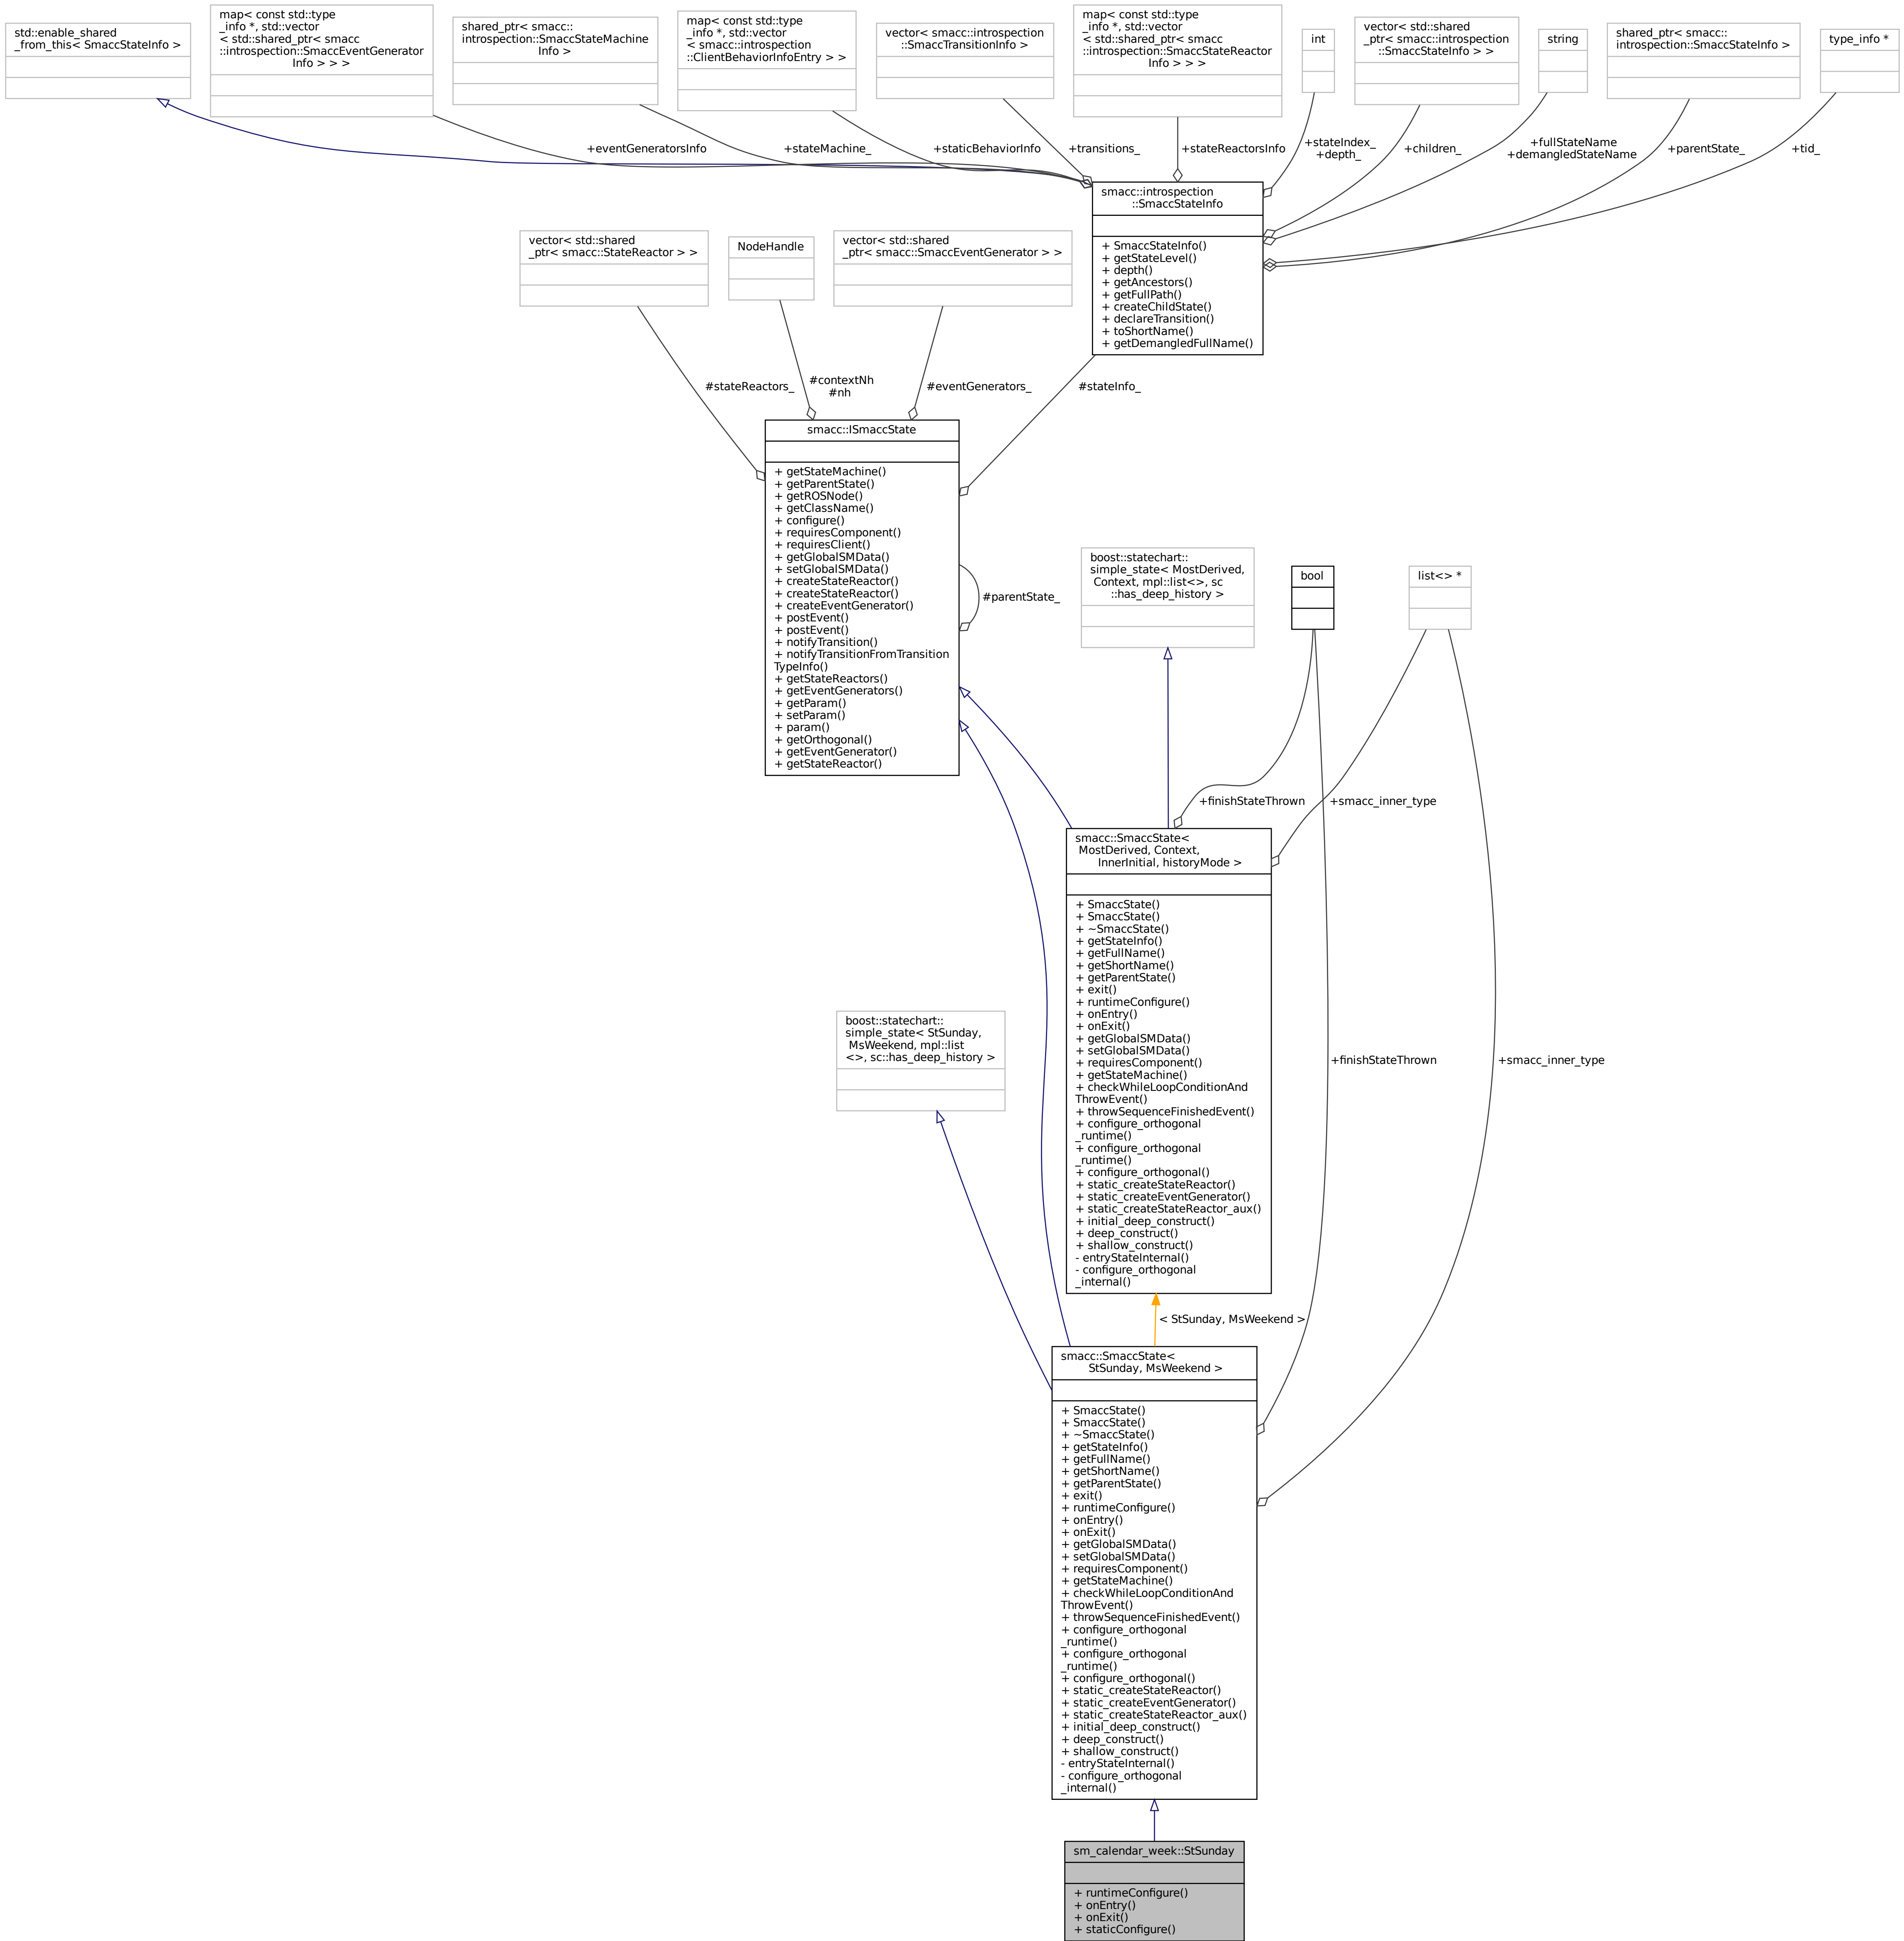 std::enable_shared
_from_this< SmaccStateInfo >
map< const std::type
_info *, std::vector
< std::shared_ptr< smacc
::introspection::SmaccEventGenerator
Info > > >
shared_ptr< smacc::
introspection::SmaccStateMachine
Info >
map< const std::type
_info *, std::vector
< smacc::introspection
::ClientBehaviorInfoEntry > >
vector< smacc::introspection
::SmaccTransitionInfo >
map< const std::type
_info *, std::vector
< std::shared_ptr< smacc
::introspection::SmaccStateReactor
Info > > >
int
vector< std::shared
_ptr< smacc::introspection
::SmaccStateInfo > >
string
shared_ptr< smacc::
introspection::SmaccStateInfo >
type_info *
+eventGeneratorsInfo
+stateMachine_
+staticBehaviorInfo
+transitions_
+stateReactorsInfo
+stateIndex_
+depth_
+children_
+fullStateName
+demangledStateName
+parentState_
+tid_
smacc::introspection
::SmaccStateInfo
+ SmaccStateInfo()
+ getStateLevel()
+ depth()
+ getAncestors()
+ getFullPath()
+ createChildState()
+ declareTransition()
+ toShortName()
+ getDemangledFullName()
vector< std::shared
_ptr< smacc::StateReactor > >
NodeHandle
vector< std::shared
_ptr< smacc::SmaccEventGenerator > >
#stateReactors_
#contextNh
#nh
#eventGenerators_
#stateInfo_
smacc::ISmaccState
+ getStateMachine()
+ getParentState()
+ getROSNode()
+ getClassName()
+ configure()
+ requiresComponent()
+ requiresClient()
+ getGlobalSMData()
+ setGlobalSMData()
+ createStateReactor()
+ createStateReactor()
+ createEventGenerator()
+ postEvent()
+ postEvent()
+ notifyTransition()
+ notifyTransitionFromTransition
TypeInfo()
+ getStateReactors()
+ getEventGenerators()
+ getParam()
+ setParam()
+ param()
+ getOrthogonal()
+ getEventGenerator()
+ getStateReactor()
#parentState_
boost::statechart::
simple_state< MostDerived,
Context, mpl::list<>, sc
::has_deep_history >
bool
list<> *
+finishStateThrown
+smacc_inner_type
smacc::SmaccState<
MostDerived, Context,
InnerInitial, historyMode >
+ SmaccState()
+ SmaccState()
+ ~SmaccState()
+ getStateInfo()
+ getFullName()
+ getShortName()
+ getParentState()
+ exit()
+ runtimeConfigure()
+ onEntry()
+ onExit()
+ getGlobalSMData()
+ setGlobalSMData()
+ requiresComponent()
+ getStateMachine()
+ checkWhileLoopConditionAnd
ThrowEvent()
+ throwSequenceFinishedEvent()
+ configure_orthogonal
_runtime()
+ configure_orthogonal
_runtime()
+ configure_orthogonal()
+ static_createStateReactor()
+ static_createEventGenerator()
+ static_createStateReactor_aux()
+ initial_deep_construct()
+ deep_construct()
+ shallow_construct()
- entryStateInternal()
- configure_orthogonal
_internal()
boost::statechart::
simple_state< StSunday,
MsWeekend, mpl::list
<>, sc::has_deep_history >
+finishStateThrown
+smacc_inner_type
< StSunday, MsWeekend >
smacc::SmaccState<
StSunday, MsWeekend >
+ SmaccState()
+ SmaccState()
+ ~SmaccState()
+ getStateInfo()
+ getFullName()
+ getShortName()
+ getParentState()
+ exit()
+ runtimeConfigure()
+ onEntry()
+ onExit()
+ getGlobalSMData()
+ setGlobalSMData()
+ requiresComponent()
+ getStateMachine()
+ checkWhileLoopConditionAnd
ThrowEvent()
+ throwSequenceFinishedEvent()
+ configure_orthogonal
_runtime()
+ configure_orthogonal
_runtime()
+ configure_orthogonal()
+ static_createStateReactor()
+ static_createEventGenerator()
+ static_createStateReactor_aux()
+ initial_deep_construct()
+ deep_construct()
+ shallow_construct()
- entryStateInternal()
- configure_orthogonal
_internal()
sm_calendar_week::StSunday
+ runtimeConfigure()
+ onEntry()
+ onExit()
+ staticConfigure()